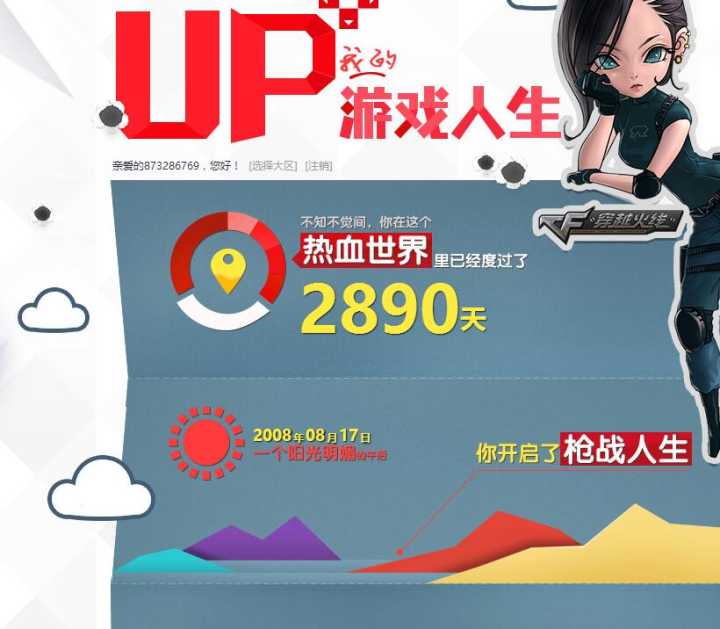 UP
我的
游戏人生
亲爱的873286769，您好！ [选择大区] [注销]
不知不觉间，你在这个
热血世界里已经度过了
2890天
CF 穿越火线
2008年08月17日
一个阳光明媚的午后
你开启了枪战人生